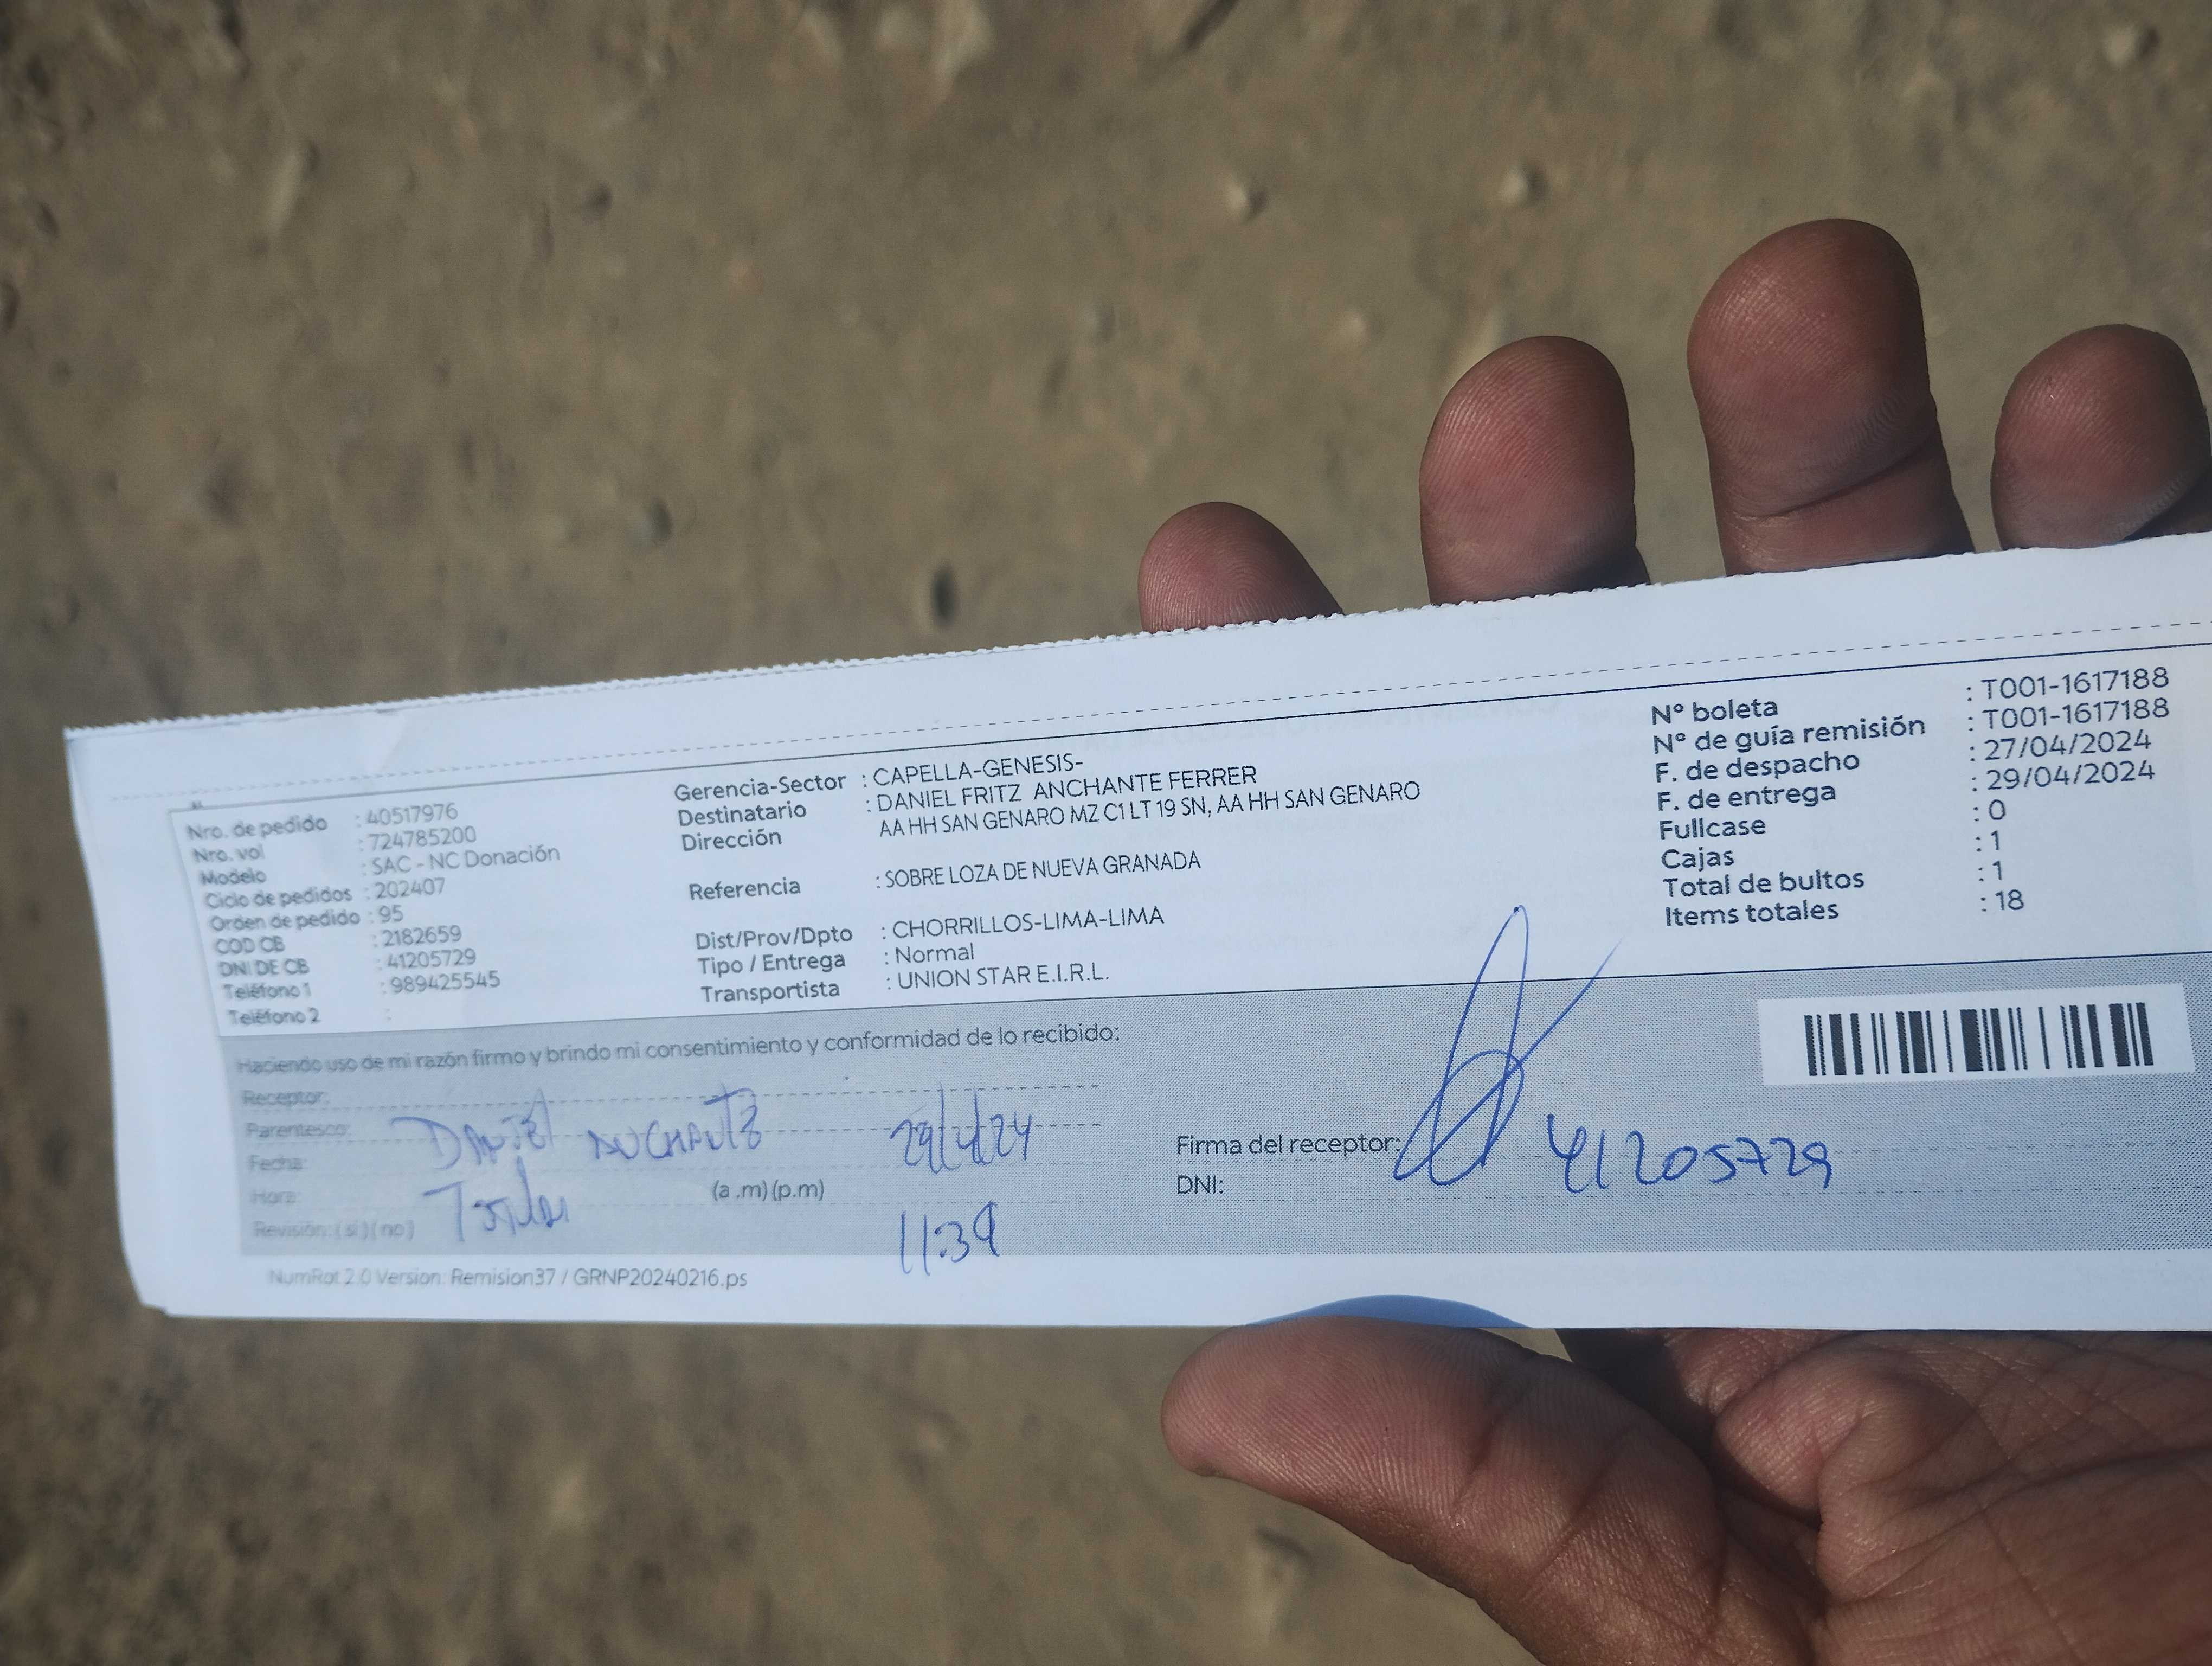 Nro. de pedido : 40517976
Nro. vol : 724785200
Modelo : SAC - NC Donación
Ciclo de pedidos : 202407
Orden de pedido : 95
COD CB : 2182659
DNI DE CB : 41205729
Teléfono 1 : 989425545
Teléfono 2 :
Gerencia-Sector : CAPELLA-GENESIS-
Destinatario : DANIEL FRITZ ANCHANTE FERRER
Dirección AA HH SAN GENARO MZ C1 LT 19 SN, AA HH SAN GENARO
Referencia : SOBRE LOZA DE NUEVA GRANADA
Dist/Prov/Dpto : CHORRILLOS-LIMA-LIMA
Tipo / Entrega : Normal
Transportista : UNION STAR E.I.R.L.
N° boleta : T001-1617188
N° de guía remisión : T001-1617188
F. de despacho : 27/04/2024
F. de entrega : 29/04/2024
Fullcase : 0
Cajas : 1
Total de bultos : 1
Items totales : 18
Haciendo uso de mi razón firmo y brindo mi consentimiento y conformidad de lo recibido:
Receptor:
Parentesco: DANIEL ANCHANTE 29/4/24
Fecha:
Hora: (a .m) (p.m)
Revisión: ( si ) ( no ) 11:39
Firma del receptor: 41205729
DNI:
NumRot 2.0 Version: Remision37 / GRNP20240216.ps